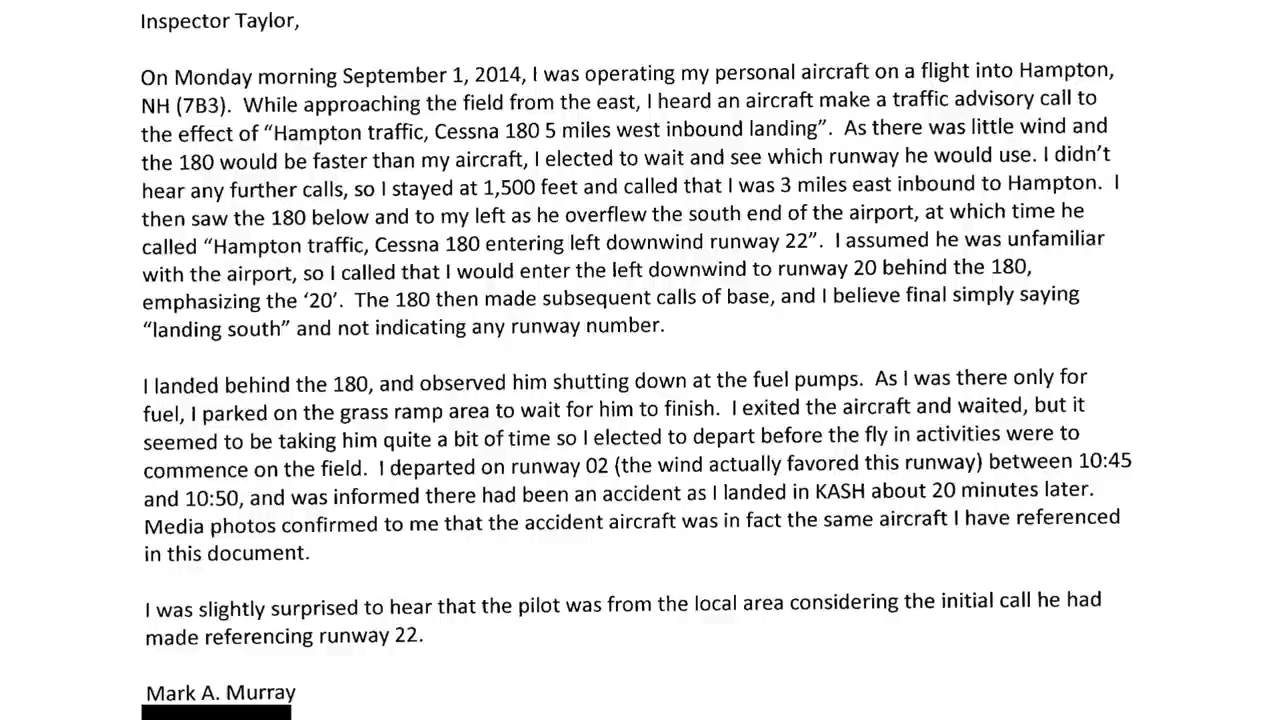 Inspector Taylor,
On Monday morning September 1, 2014, I was operating my personal aircraft on a flight into Hampton,
NH (7B3).  While approaching the field from the east, I heard an aircraft make a traffic advisory call to
the effect of “Hampton traffic, Cessna 180 5 miles west inbound landing”.  As there was little wind and
the 180 would be faster than my aircraft, I elected to wait and see which runway he would use. I didn’t
hear any further calls, so I stayed at 1,500 feet and called that I was 3 miles east inbound to Hampton.  I
then saw the 180 below and to my left as he overflew the south end of the airport, at which time he
called “Hampton traffic, Cessna 180 entering left downwind runway 22”.  I assumed he was unfamiliar
with the airport, so I called that I would enter the left downwind to runway 20 behind the 180,
emphasizing the ‘20’.  The 180 then made subsequent calls of base, and I believe final simply saying
“landing south” and not indicating any runway number.
I landed behind the 180, and observed him shutting down at the fuel pumps.  As I was there only for
fuel, I parked on the grass ramp area to wait for him to finish.  I exited the aircraft and waited, but it
seemed to be taking him quite a bit of time so I elected to depart before the fly in activities were to
commence on the field.  I departed on runway 02 (the wind actually favored this runway) between 10:45
and 10:50, and was informed there had been an accident as I landed in KASH about 20 minutes later.
Media photos confirmed to me that the accident aircraft was in fact the same aircraft I have referenced
in this document.
I was slightly surprised to hear that the pilot was from the local area considering the initial call he had
made referencing runway 22.
Mark A. Murray